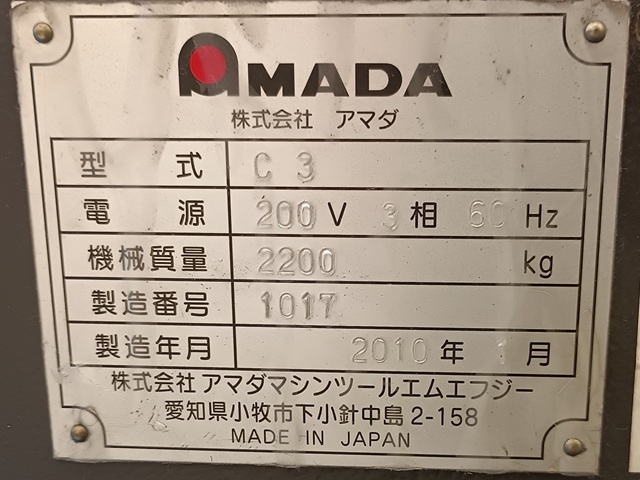 AMADA
株式会社 アマダ
型 式 C 3
電 源 200 V 3 相 60 Hz
機械質量 2200 kg
製造番号 1017
製造年月 2010 年 月
株式会社 アマダマシンツールエムエフジー
愛知県小牧市下小針中島2-158
MADE IN JAPAN